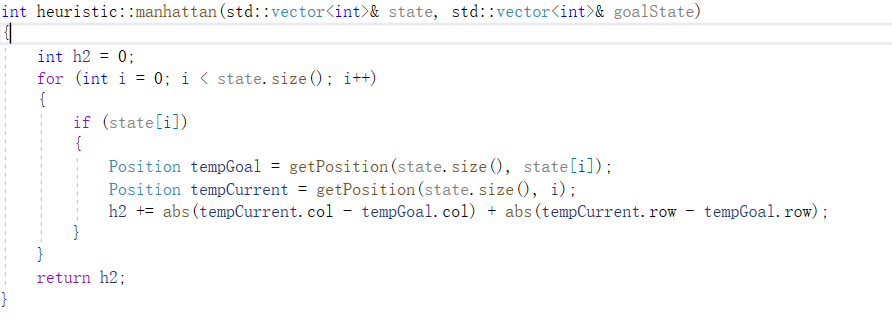 int heuristic::manhattan(std::vector<int>& state, std::vector<int>& goalState)
{
    int h2 = 0;
    for (int i = 0; i < state.size(); i++)
    {
        if (state[i])
        {
            Position tempGoal = getPosition(state.size(), state[i]);
            Position tempCurrent = getPosition(state.size(), i);
            h2 += abs(tempCurrent.col - tempGoal.col) + abs(tempCurrent.row - tempGoal.row);
        }
    }
    return h2;
}